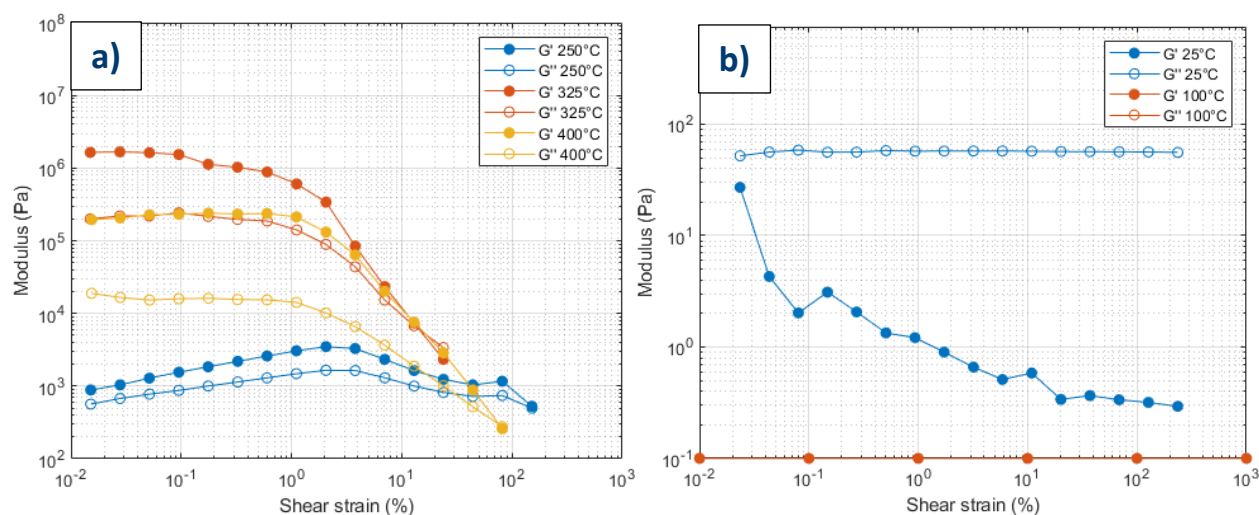 a)
10^8
10^7
10^6
10^5
10^4
10^3
10^2
Modulus (Pa)
G' 250°C
G'' 250°C
G' 325°C
G'' 325°C
G' 400°C
G'' 400°C
10^-2
10^-1
10^0
10^1
10^2
10^3
Shear strain (%)
b)
10^2
10^1
10^0
10^-1
Modulus (Pa)
G' 25°C
G'' 25°C
G' 100°C
G'' 100°C
10^-2
10^-1
10^0
10^1
10^2
10^3
Shear strain (%)